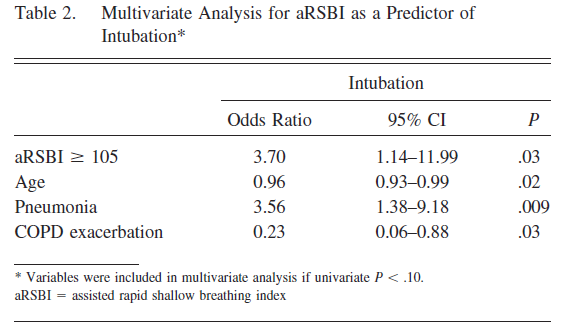 Table 2. Multivariate Analysis for aRSBI as a Predictor of
Intubation*
Intubation
Odds Ratio 95% CI P
aRSBI ≥ 105 3.70 1.14–11.99 .03
Age 0.96 0.93–0.99 .02
Pneumonia 3.56 1.38–9.18 .009
COPD exacerbation 0.23 0.06–0.88 .03
* Variables were included in multivariate analysis if univariate P < .10.
aRSBI = assisted rapid shallow breathing index